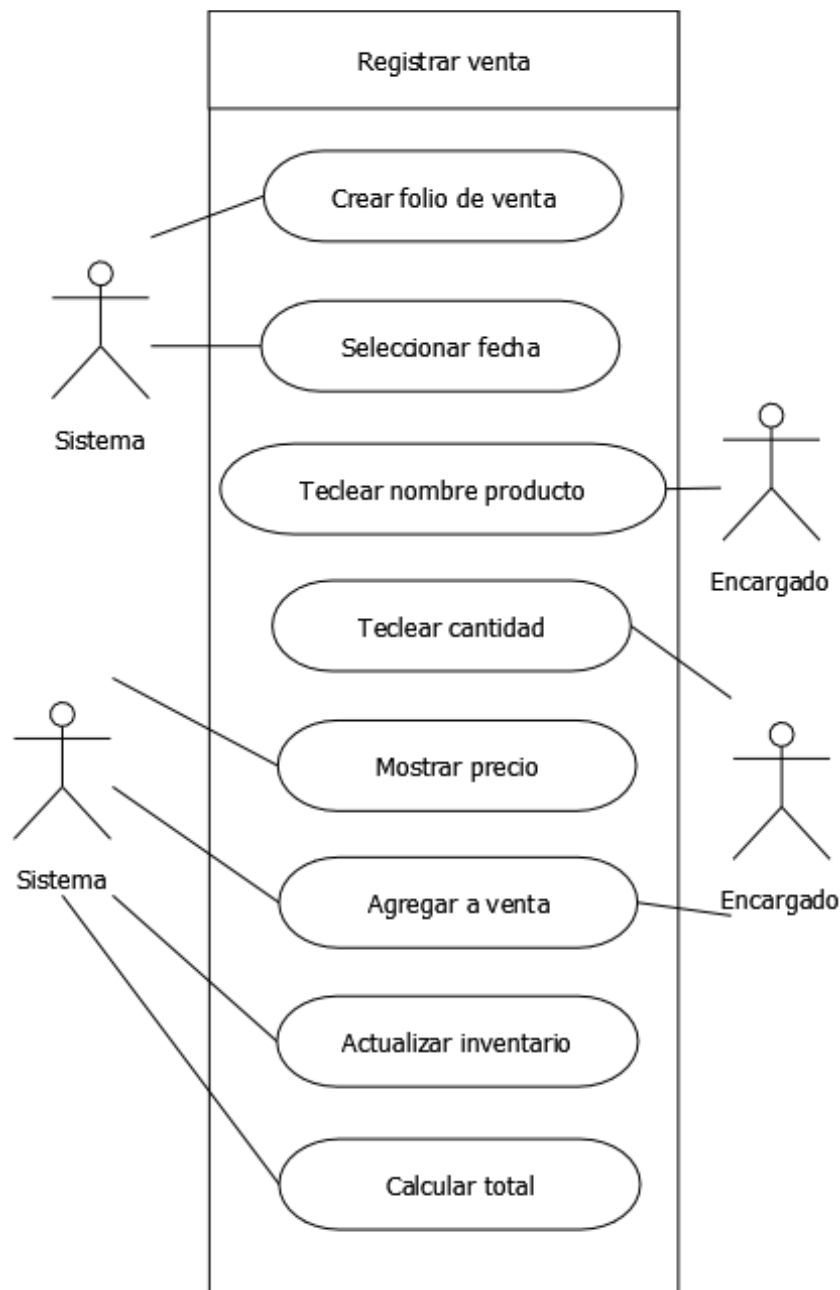 Registrar venta
Crear folio de venta
Seleccionar fecha
Sistema
Teclear nombre producto
Encargado
Teclear cantidad
Mostrar precio
Sistema
Agregar a venta
Encargado
Actualizar inventario
Calcular total